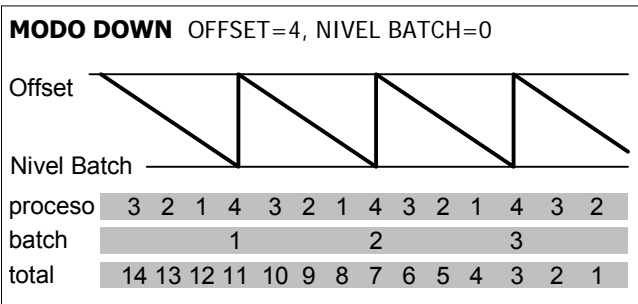 MODO DOWN OFFSET=4, NIVEL BATCH=0
Offset
Nivel Batch
proceso 3 2 1 4 3 2 1 4 3 2 1 4 3 2
batch 1 2 3
total 14 13 12 11 10 9 8 7 6 5 4 3 2 1